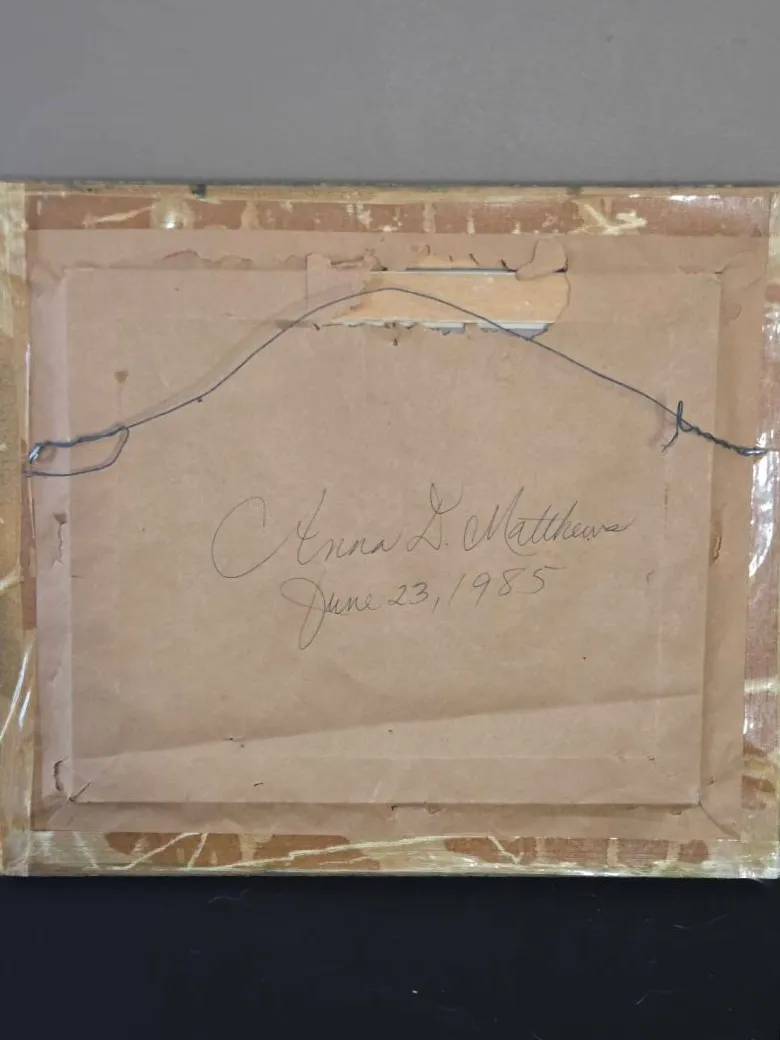 Anna G. Matthews
June 23, 1985